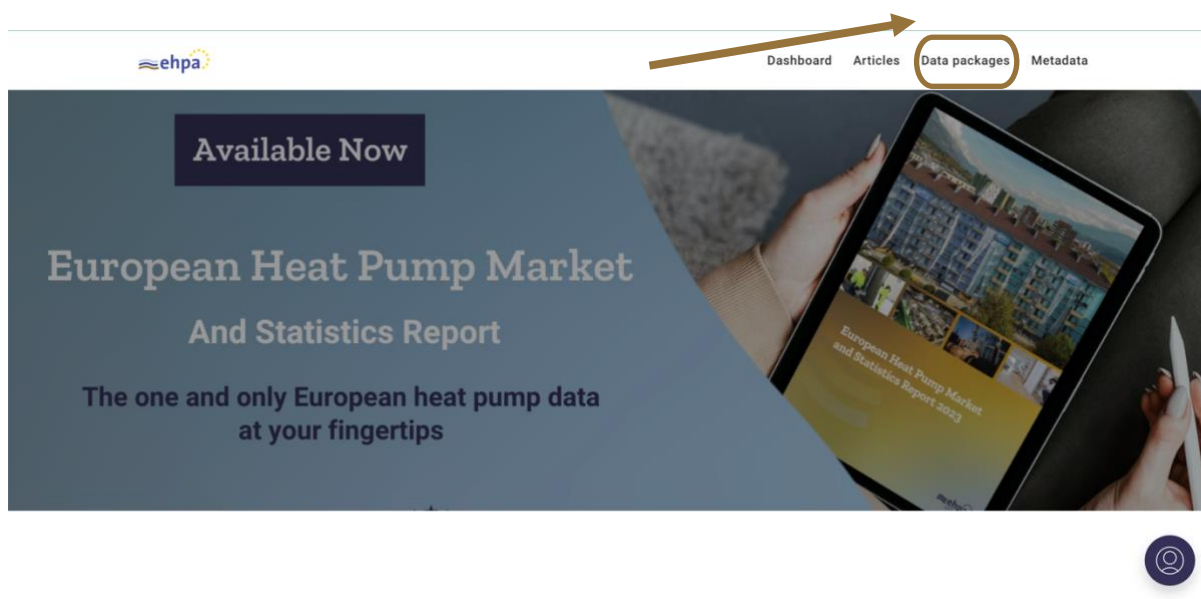 ehpa
Dashboard Articles Data packages Metadata
Available Now
European Heat Pump Market
And Statistics Report
The one and only European heat pump data
at your fingertips
European Heat Pump Market
and Statistics Report 2023
ehpa